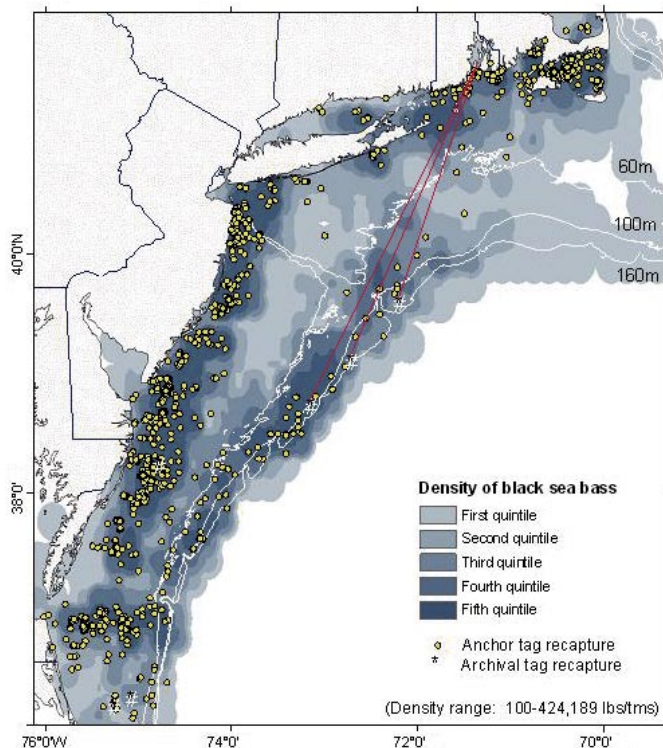 60m
100m
160m
40°0'N
38°0'
Density of black sea bass
First quintile
Second quintile
Third quintile
Fourth quintile
Fifth quintile
Anchor tag recapture
Archival tag recapture
(Density range: 100-424,189 lbs/tms)
76°0'W
74°0'
72°0'
70°0'